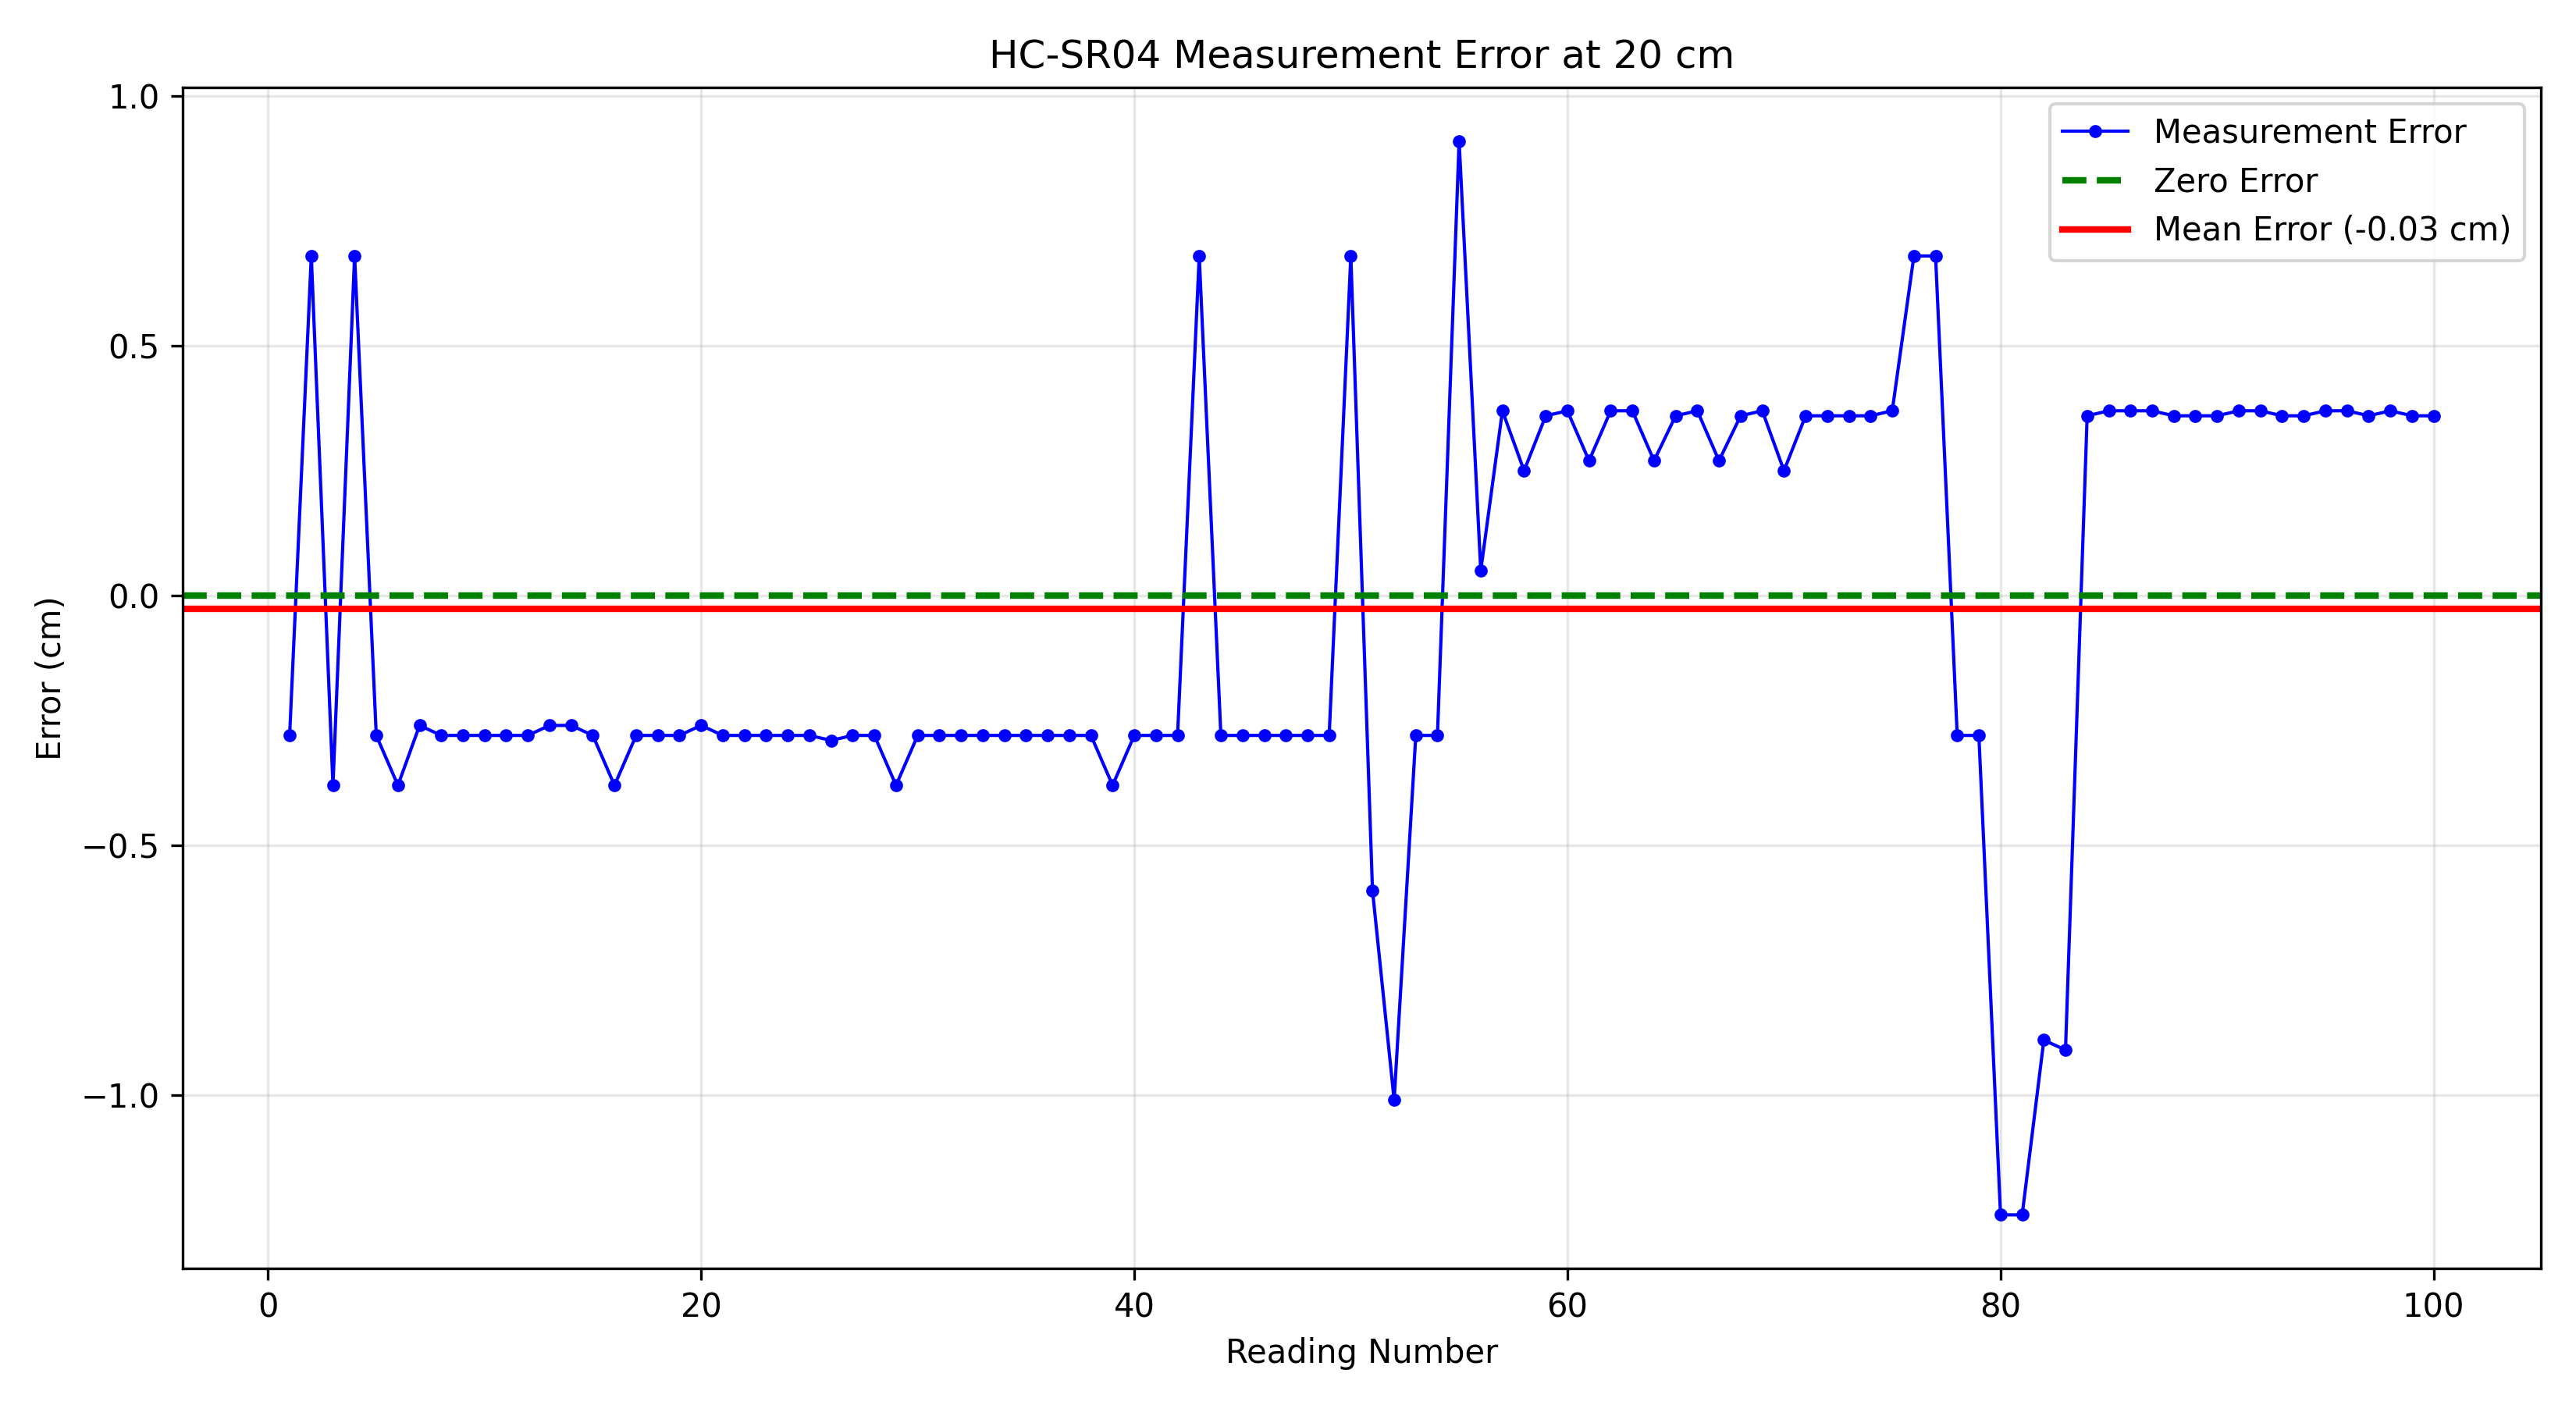 HC-SR04 Measurement Error at 20 cm
1.0
0.5
0.0
−0.5
−1.0
Error (cm)
Measurement Error
Zero Error
Mean Error (-0.03 cm)
0
20
40
60
80
100
Reading Number